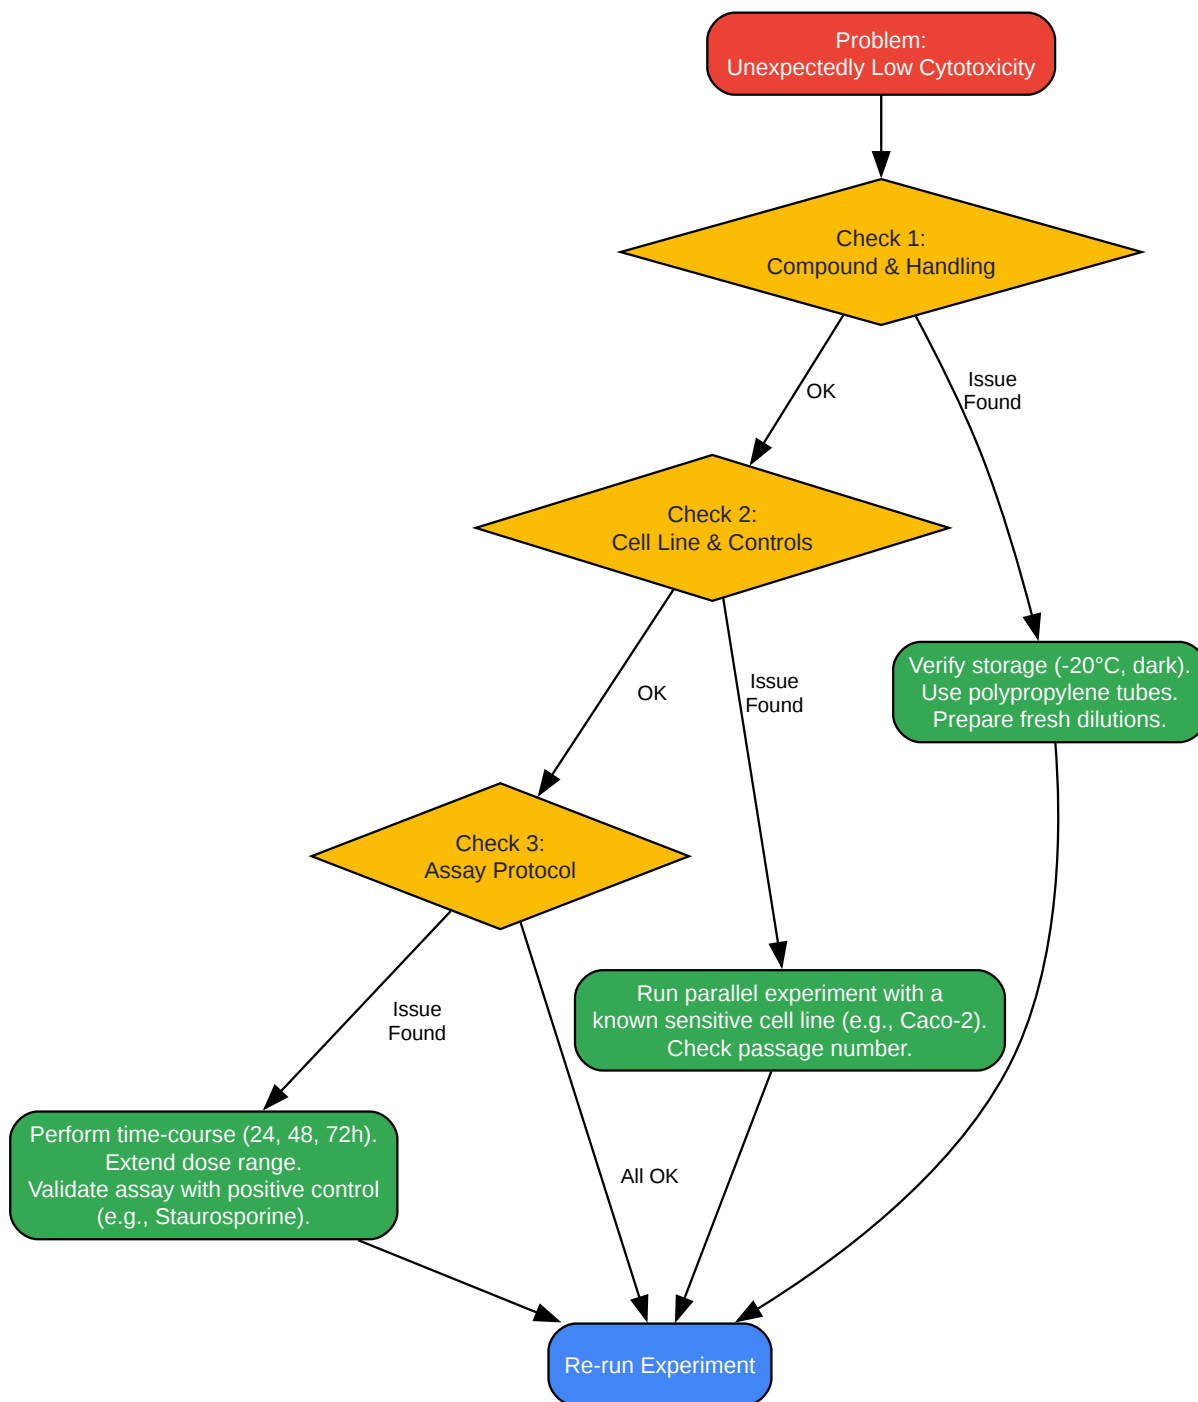 Problem:
Unexpectedly Low Cytotoxicity
Check 1:
Compound & Handling
OK
Issue
Found
Check 2:
Cell Line & Controls
OK
Issue
Found
Verify storage (-20°C, dark).
Use polypropylene tubes.
Prepare fresh dilutions.
Check 3:
Assay Protocol
Issue
Found
Run parallel experiment with a
known sensitive cell line (e.g., Caco-2).
Check passage number.
Perform time-course (24, 48, 72h).
Extend dose range.
Validate assay with positive control
(e.g., Staurosporine).
All OK
Re-run Experiment